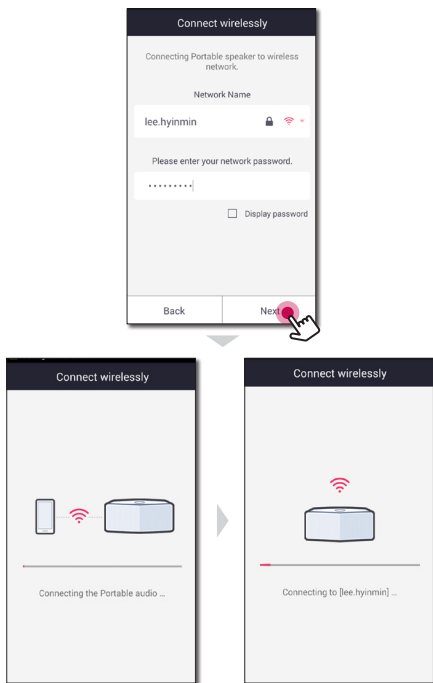 Connect wirelessly
Connecting Portable speaker to wireless
network.
Network Name
lee.hyinmin
Please enter your network password.
•••••••••
Display password
Back
Next
Connect wirelessly
Connecting the Portable audio ...
Connect wirelessly
Connecting to [lee.hyinmin] ...